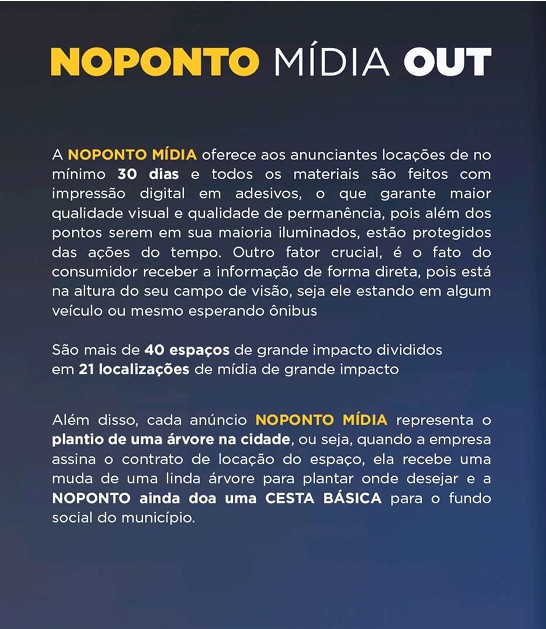 NOPONTO MÍDIA OUT
A NOPONTO MÍDIA oferece aos anunciantes locações de no
mínimo 30 dias e todos os materiais são feitos com
impressão digital em adesivos, o que garante maior
qualidade visual e qualidade de permanência, pois além dos
pontos serem em sua maioria iluminados, estão protegidos
das ações do tempo. Outro fator crucial, é o fato do
consumidor receber a informação de forma direta, pois está
na altura do seu campo de visão, seja ele estando em algum
veículo ou mesmo esperando ônibus
São mais de 40 espaços de grande impacto divididos
em 21 localizações de mídia de grande impacto
Além disso, cada anúncio NOPONTO MÍDIA representa o
plantio de uma árvore na cidade, ou seja, quando a empresa
assina o contrato de locação do espaço, ela recebe uma
muda de uma linda árvore para plantar onde desejar e a
NOPONTO ainda doa uma CESTA BÁSICA para o fundo
social do município.